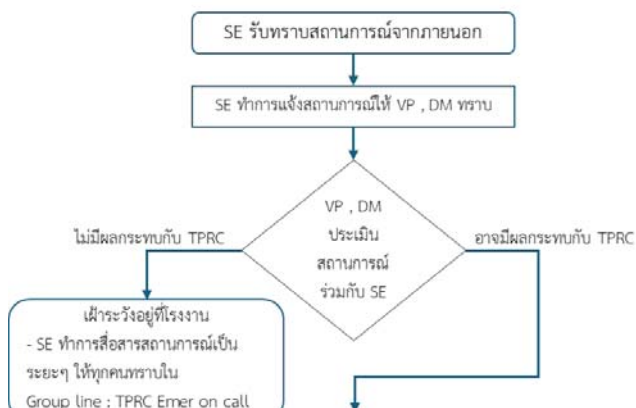 SE รับทราบสถานการณ์จากภายนอก
SE ทำการแจ้งสถานการณ์ให้ VP , DM ทราบ
VP , DM
ประเมิน
สถานการณ์
ร่วมกับ SE
ไม่มีผลกระทบกับ TPRC
อาจมีผลกระทบกับ TPRC
เฝ้าระวังอยู่ที่โรงงาน
- SE ทำการสื่อสารสถานการณ์เป็น
ระยะๆ ให้ทุกคนทราบใน
Group line : TPRC Emer on call